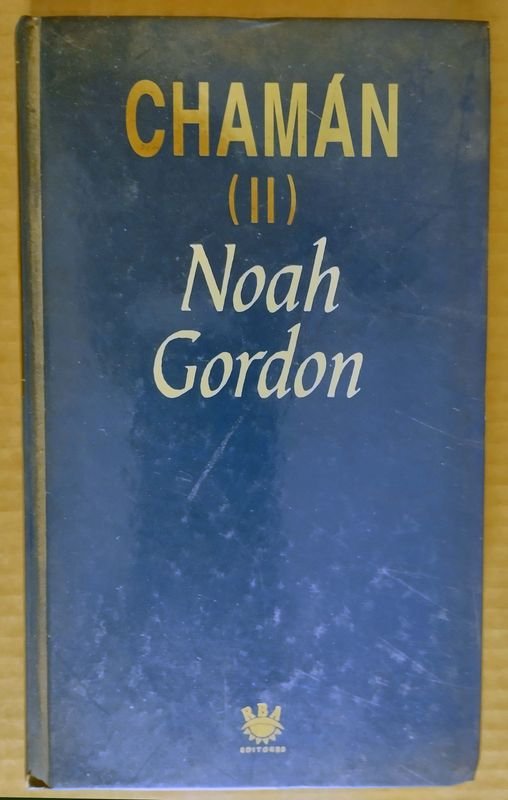 CHAMÁN
(II)
Noah
Gordon
RBA
EDITORES